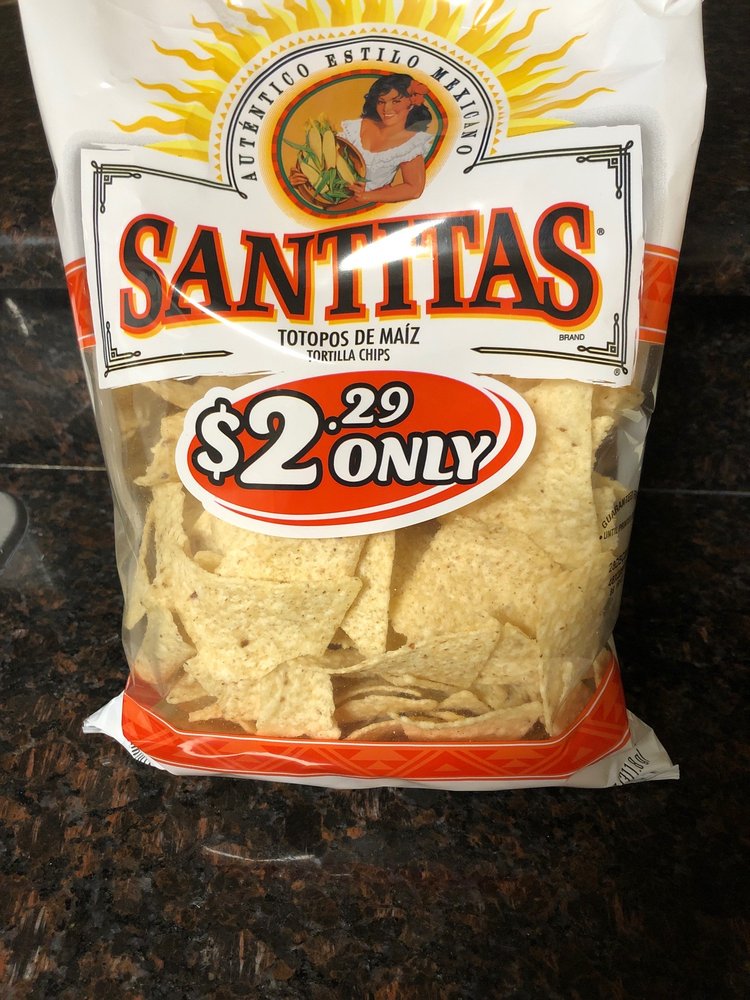 AUTÉNTICO ESTILO MEXICANO
SANTITAS®
TOTOPOS DE MAÍZ
TORTILLA CHIPS
BRAND
®
$2.29
ONLY